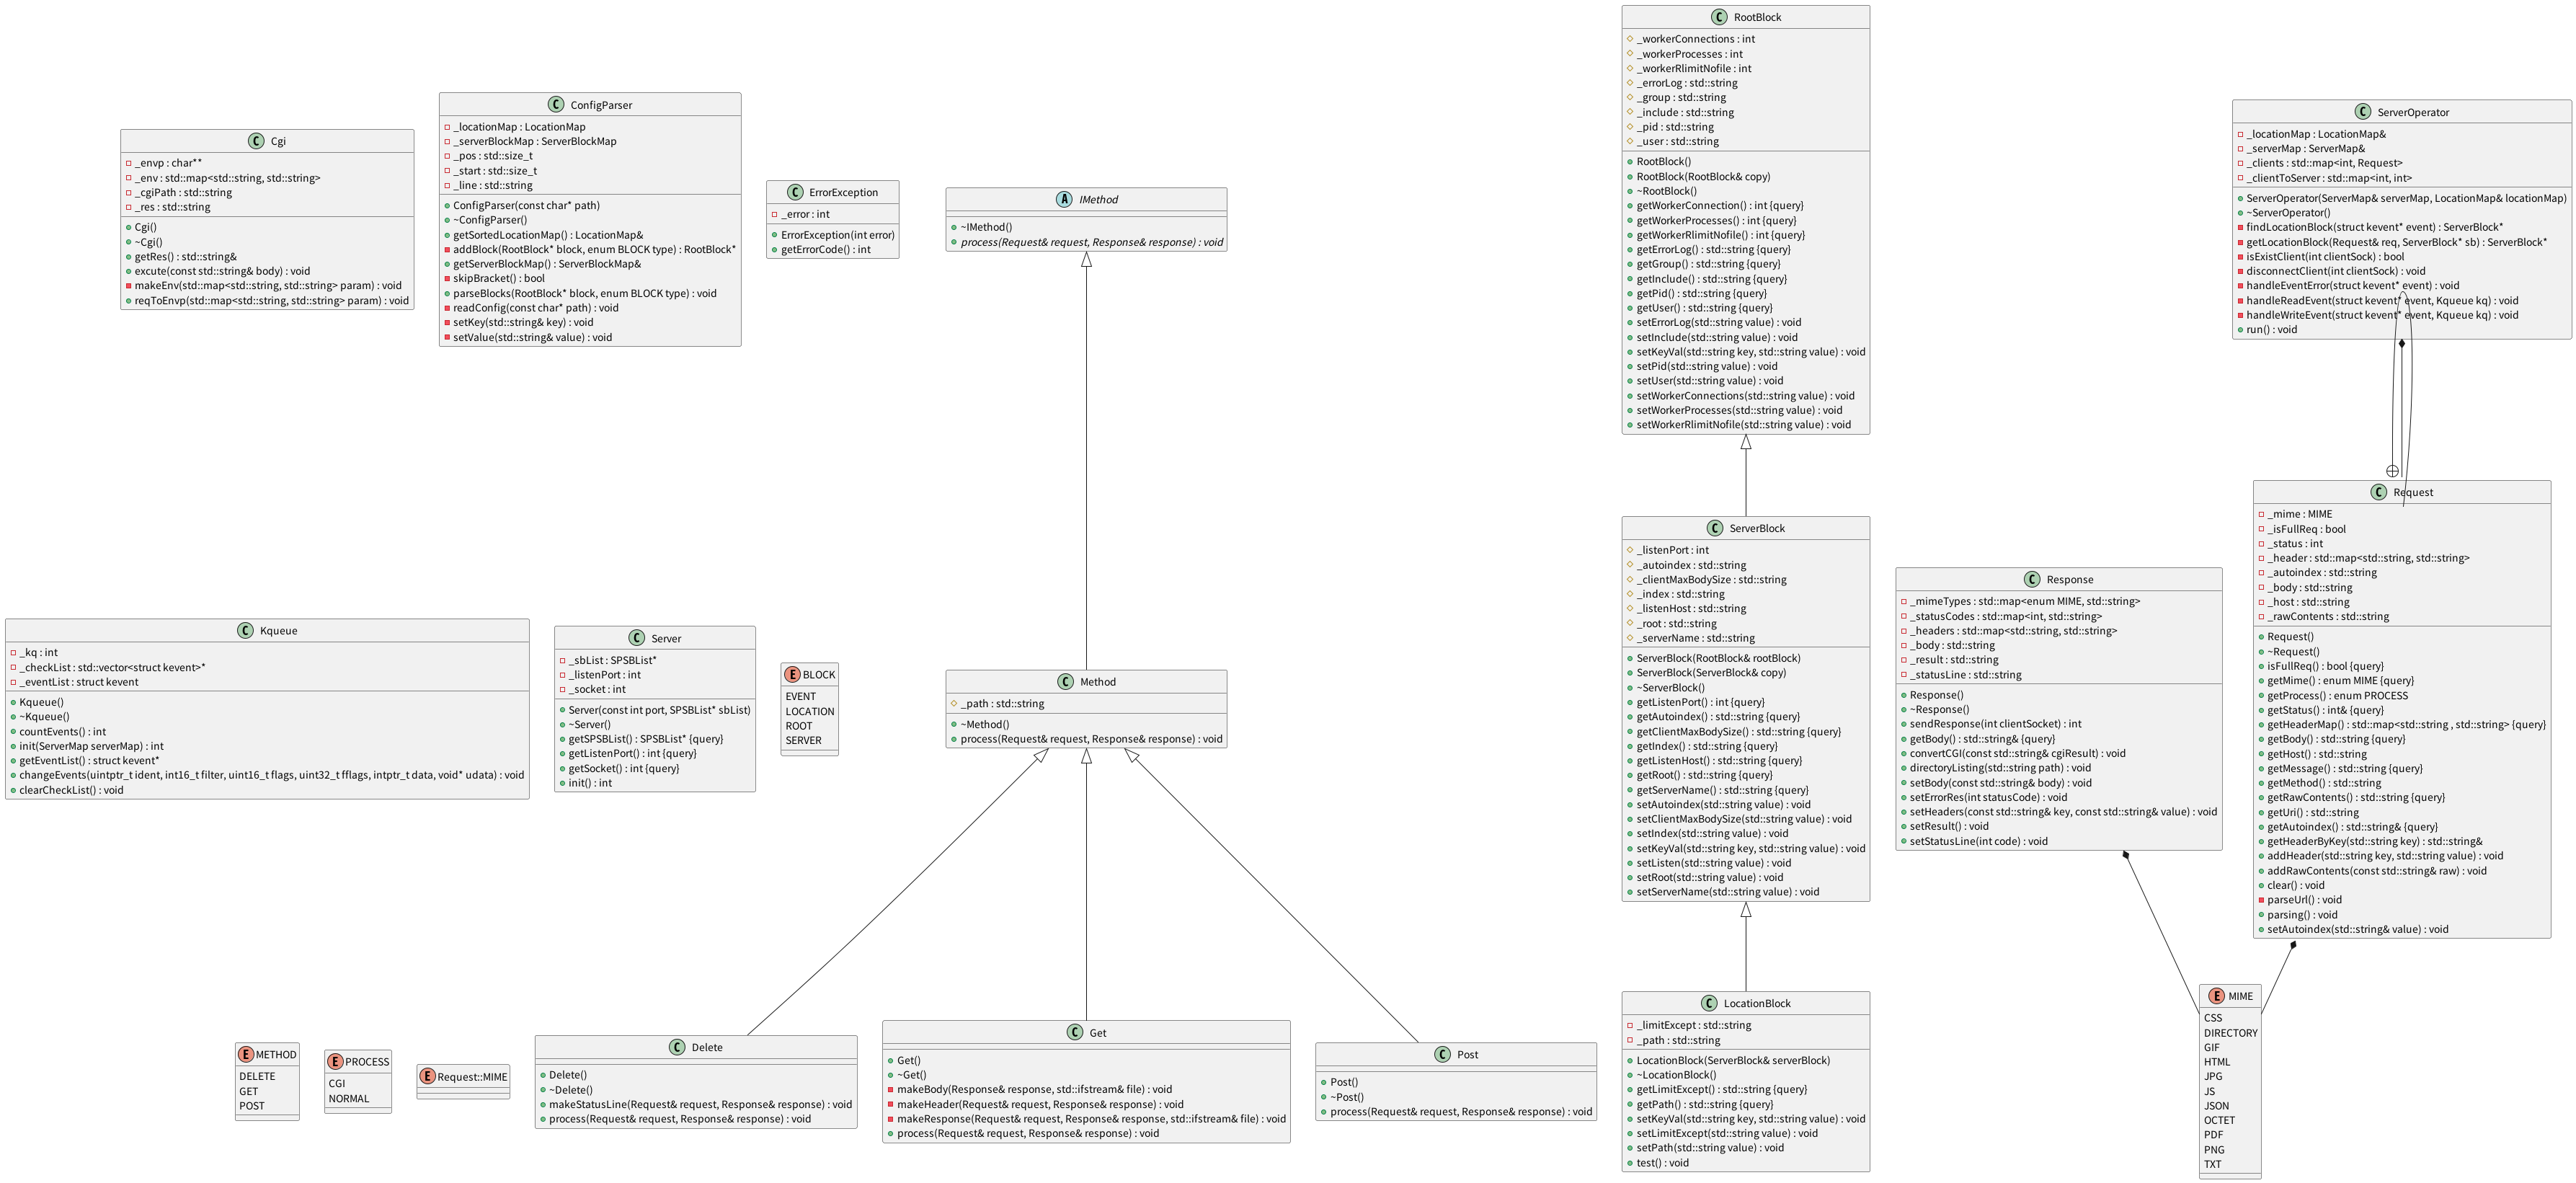 Cgi
_envp : char**
_env : std::map<std::string, std::string>
_cgiPath : std::string
_res : std::string
Cgi()
~Cgi()
getRes() : std::string&
excute(const std::string& body) : void
makeEnv(std::map<std::string, std::string> param) : void
reqToEnvp(std::map<std::string, std::string> param) : void
ConfigParser
_locationMap : LocationMap
_serverBlockMap : ServerBlockMap
_pos : std::size_t
_start : std::size_t
_line : std::string
ConfigParser(const char* path)
~ConfigParser()
getSortedLocationMap() : LocationMap&
addBlock(RootBlock* block, enum BLOCK type) : RootBlock*
getServerBlockMap() : ServerBlockMap&
skipBracket() : bool
parseBlocks(RootBlock* block, enum BLOCK type) : void
readConfig(const char* path) : void
setKey(std::string& key) : void
setValue(std::string& value) : void
ErrorException
_error : int
ErrorException(int error)
getErrorCode() : int
IMethod
~IMethod()
process(Request& request, Response& response) : void
RootBlock
_workerConnections : int
_workerProcesses : int
_workerRlimitNofile : int
_errorLog : std::string
_group : std::string
_include : std::string
_pid : std::string
_user : std::string
RootBlock()
RootBlock(RootBlock& copy)
~RootBlock()
getWorkerConnection() : int {query}
getWorkerProcesses() : int {query}
getWorkerRlimitNofile() : int {query}
getErrorLog() : std::string {query}
getGroup() : std::string {query}
getInclude() : std::string {query}
getPid() : std::string {query}
getUser() : std::string {query}
setErrorLog(std::string value) : void
setInclude(std::string value) : void
setKeyVal(std::string key, std::string value) : void
setPid(std::string value) : void
setUser(std::string value) : void
setWorkerConnections(std::string value) : void
setWorkerProcesses(std::string value) : void
setWorkerRlimitNofile(std::string value) : void
ServerOperator
_locationMap : LocationMap&
_serverMap : ServerMap&
_clients : std::map<int, Request>
_clientToServer : std::map<int, int>
ServerOperator(ServerMap& serverMap, LocationMap& locationMap)
~ServerOperator()
findLocationBlock(struct kevent* event) : ServerBlock*
getLocationBlock(Request& req, ServerBlock* sb) : ServerBlock*
isExistClient(int clientSock) : bool
disconnectClient(int clientSock) : void
handleEventError(struct kevent* event) : void
handleReadEvent(struct kevent* event, Kqueue kq) : void
handleWriteEvent(struct kevent* event, Kqueue kq) : void
run() : void
Kqueue
_kq : int
_checkList : std::vector<struct kevent>*
_eventList : struct kevent
Kqueue()
~Kqueue()
countEvents() : int
init(ServerMap serverMap) : int
getEventList() : struct kevent*
changeEvents(uintptr_t ident, int16_t filter, uint16_t flags, uint32_t fflags, intptr_t data, void* udata) : void
clearCheckList() : void
Server
_sbList : SPSBList*
_listenPort : int
_socket : int
Server(const int port, SPSBList* sbList)
~Server()
getSPSBList() : SPSBList* {query}
getListenPort() : int {query}
getSocket() : int {query}
init() : int
BLOCK
EVENT
LOCATION
ROOT
SERVER
Method
_path : std::string
~Method()
process(Request& request, Response& response) : void
ServerBlock
_listenPort : int
_autoindex : std::string
_clientMaxBodySize : std::string
_index : std::string
_listenHost : std::string
_root : std::string
_serverName : std::string
ServerBlock(RootBlock& rootBlock)
ServerBlock(ServerBlock& copy)
~ServerBlock()
getListenPort() : int {query}
getAutoindex() : std::string {query}
getClientMaxBodySize() : std::string {query}
getIndex() : std::string {query}
getListenHost() : std::string {query}
getRoot() : std::string {query}
getServerName() : std::string {query}
setAutoindex(std::string value) : void
setClientMaxBodySize(std::string value) : void
setIndex(std::string value) : void
setKeyVal(std::string key, std::string value) : void
setListen(std::string value) : void
setRoot(std::string value) : void
setServerName(std::string value) : void
Response
_mimeTypes : std::map<enum MIME, std::string>
_statusCodes : std::map<int, std::string>
_headers : std::map<std::string, std::string>
_body : std::string
_result : std::string
_statusLine : std::string
Response()
~Response()
sendResponse(int clientSocket) : int
getBody() : std::string& {query}
convertCGI(const std::string& cgiResult) : void
directoryListing(std::string path) : void
setBody(const std::string& body) : void
setErrorRes(int statusCode) : void
setHeaders(const std::string& key, const std::string& value) : void
setResult() : void
setStatusLine(int code) : void
Request
_mime : MIME
_isFullReq : bool
_status : int
_header : std::map<std::string, std::string>
_autoindex : std::string
_body : std::string
_host : std::string
_rawContents : std::string
Request()
~Request()
isFullReq() : bool {query}
getMime() : enum MIME {query}
getProcess() : enum PROCESS
getStatus() : int& {query}
getHeaderMap() : std::map<std::string , std::string> {query}
getBody() : std::string {query}
getHost() : std::string
getMessage() : std::string {query}
getMethod() : std::string
getRawContents() : std::string {query}
getUri() : std::string
getAutoindex() : std::string& {query}
getHeaderByKey(std::string key) : std::string&
addHeader(std::string key, std::string value) : void
addRawContents(const std::string& raw) : void
clear() : void
parseUrl() : void
parsing() : void
setAutoindex(std::string& value) : void
METHOD
DELETE
GET
POST
PROCESS
CGI
NORMAL
Request::MIME
Delete
Delete()
~Delete()
makeStatusLine(Request& request, Response& response) : void
process(Request& request, Response& response) : void
Get
Get()
~Get()
makeBody(Response& response, std::ifstream& file) : void
makeHeader(Request& request, Response& response) : void
makeResponse(Request& request, Response& response, std::ifstream& file) : void
process(Request& request, Response& response) : void
Post
Post()
~Post()
process(Request& request, Response& response) : void
LocationBlock
_limitExcept : std::string
_path : std::string
LocationBlock(ServerBlock& serverBlock)
~LocationBlock()
getLimitExcept() : std::string {query}
getPath() : std::string {query}
setKeyVal(std::string key, std::string value) : void
setLimitExcept(std::string value) : void
setPath(std::string value) : void
test() : void
MIME
CSS
DIRECTORY
GIF
HTML
JPG
JS
JSON
OCTET
PDF
PNG
TXT